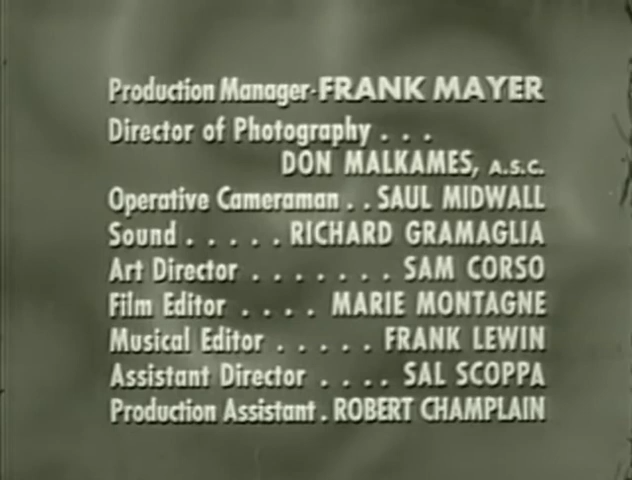 Production Manager-FRANK MAYER
Director of Photography . . .
DON MALKAMES, A.S.C.
Operative Cameraman . . SAUL MIDWALL
Sound . . . . . RICHARD GRAMAGLIA
Art Director . . . . . . . SAM CORSO
Film Editor . . . . MARIE MONTAGNE
Musical Editor . . . . . FRANK LEWIN
Assistant Director . . . . SAL SCOPPA
Production Assistant . ROBERT CHAMPLAIN